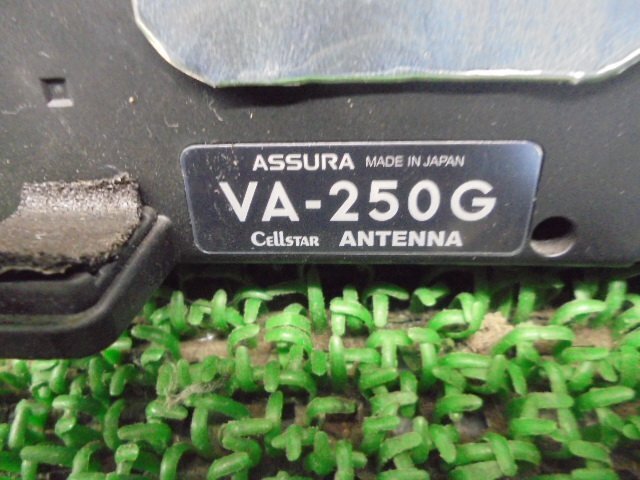 ASSURA MADE IN JAPAN
VA-250G
CELLSTAR ANTENNA